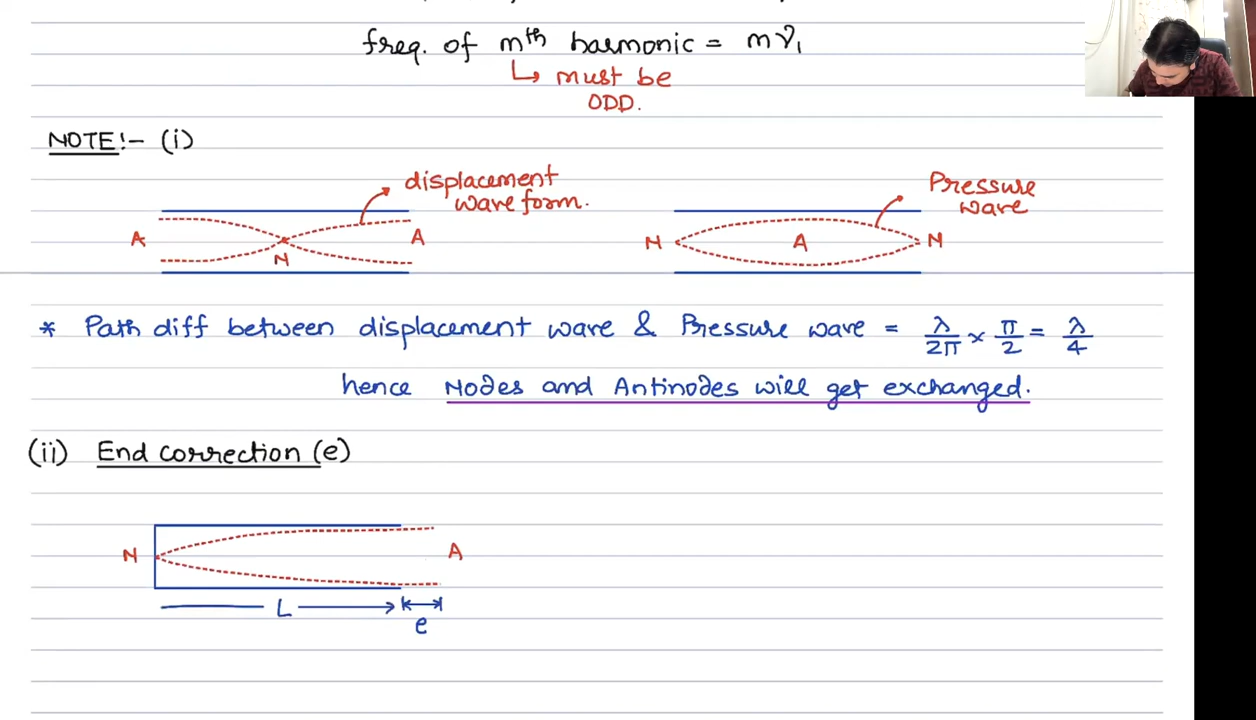 freq. of mth harmonic = mν₁
↳ must be
ODD.
NOTE!- (i)
displacement
wave form.
Pressure
wave
A N A
N A N
* Path diff between displacement wave & Pressure wave = λ/2π × π/2 = λ/4
hence Nodes and Antinodes will get exchanged.
(ii) End correction (e)
N A
L
e